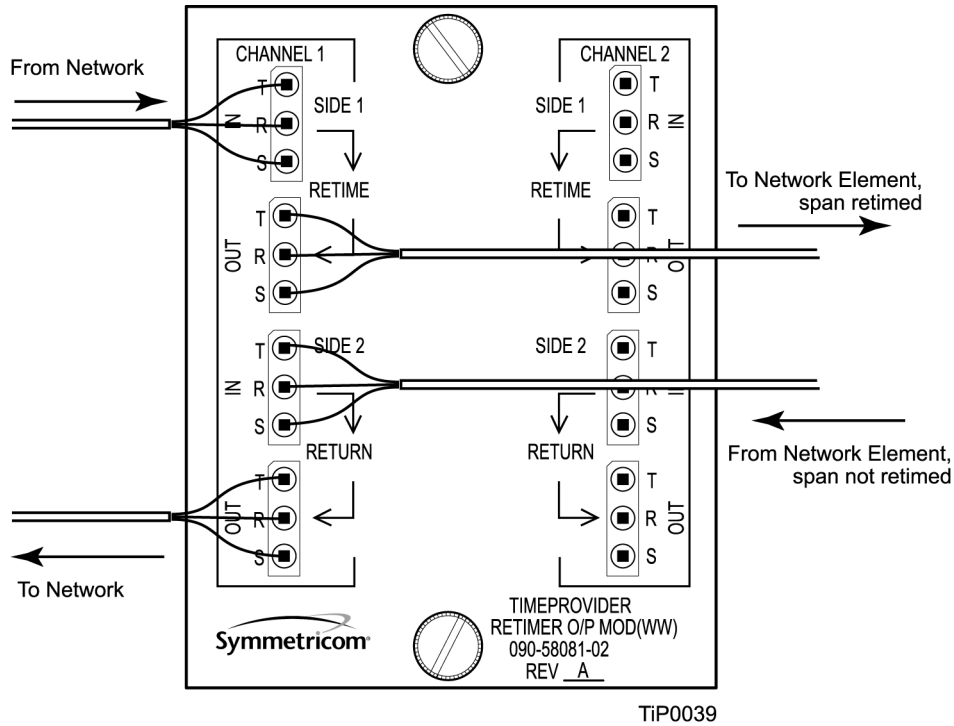 From Network
CHANNEL 1
T
IN
R
S
SIDE 1
RETIME
T
OUT
R
S
T
SIDE 2
IN
R
S
RETURN
T
OUT
R
S
To Network
CHANNEL 2
SIDE 1
T
R
IN
S
RETIME
T
R
OUT
S
To Network Element,
span retimed
SIDE 2
T
R
IN
S
RETURN
From Network Element,
span not retimed
T
R
OUT
S
Symmetricom
TIMEPROVIDER
RETIMER O/P MOD(WW)
090-58081-02
REV A
TiP0039